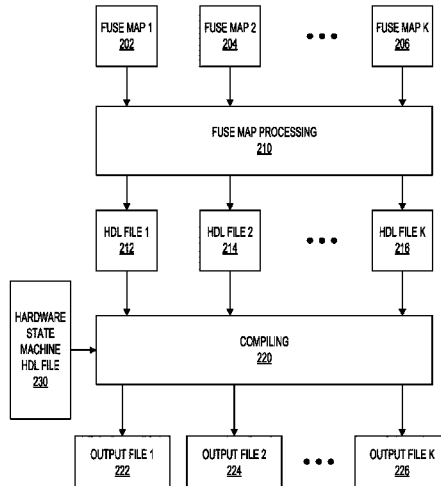 FUSE MAP 1
202
FUSE MAP 2
204
FUSE MAP K
206
FUSE MAP PROCESSING
210
HDL FILE 1
212
HDL FILE 2
214
HDL FILE K
216
HARDWARE
STATE
MACHINE
HDL FILE
230
COMPILING
220
OUTPUT FILE 1
222
OUTPUT FILE 2
224
OUTPUT FILE K
226